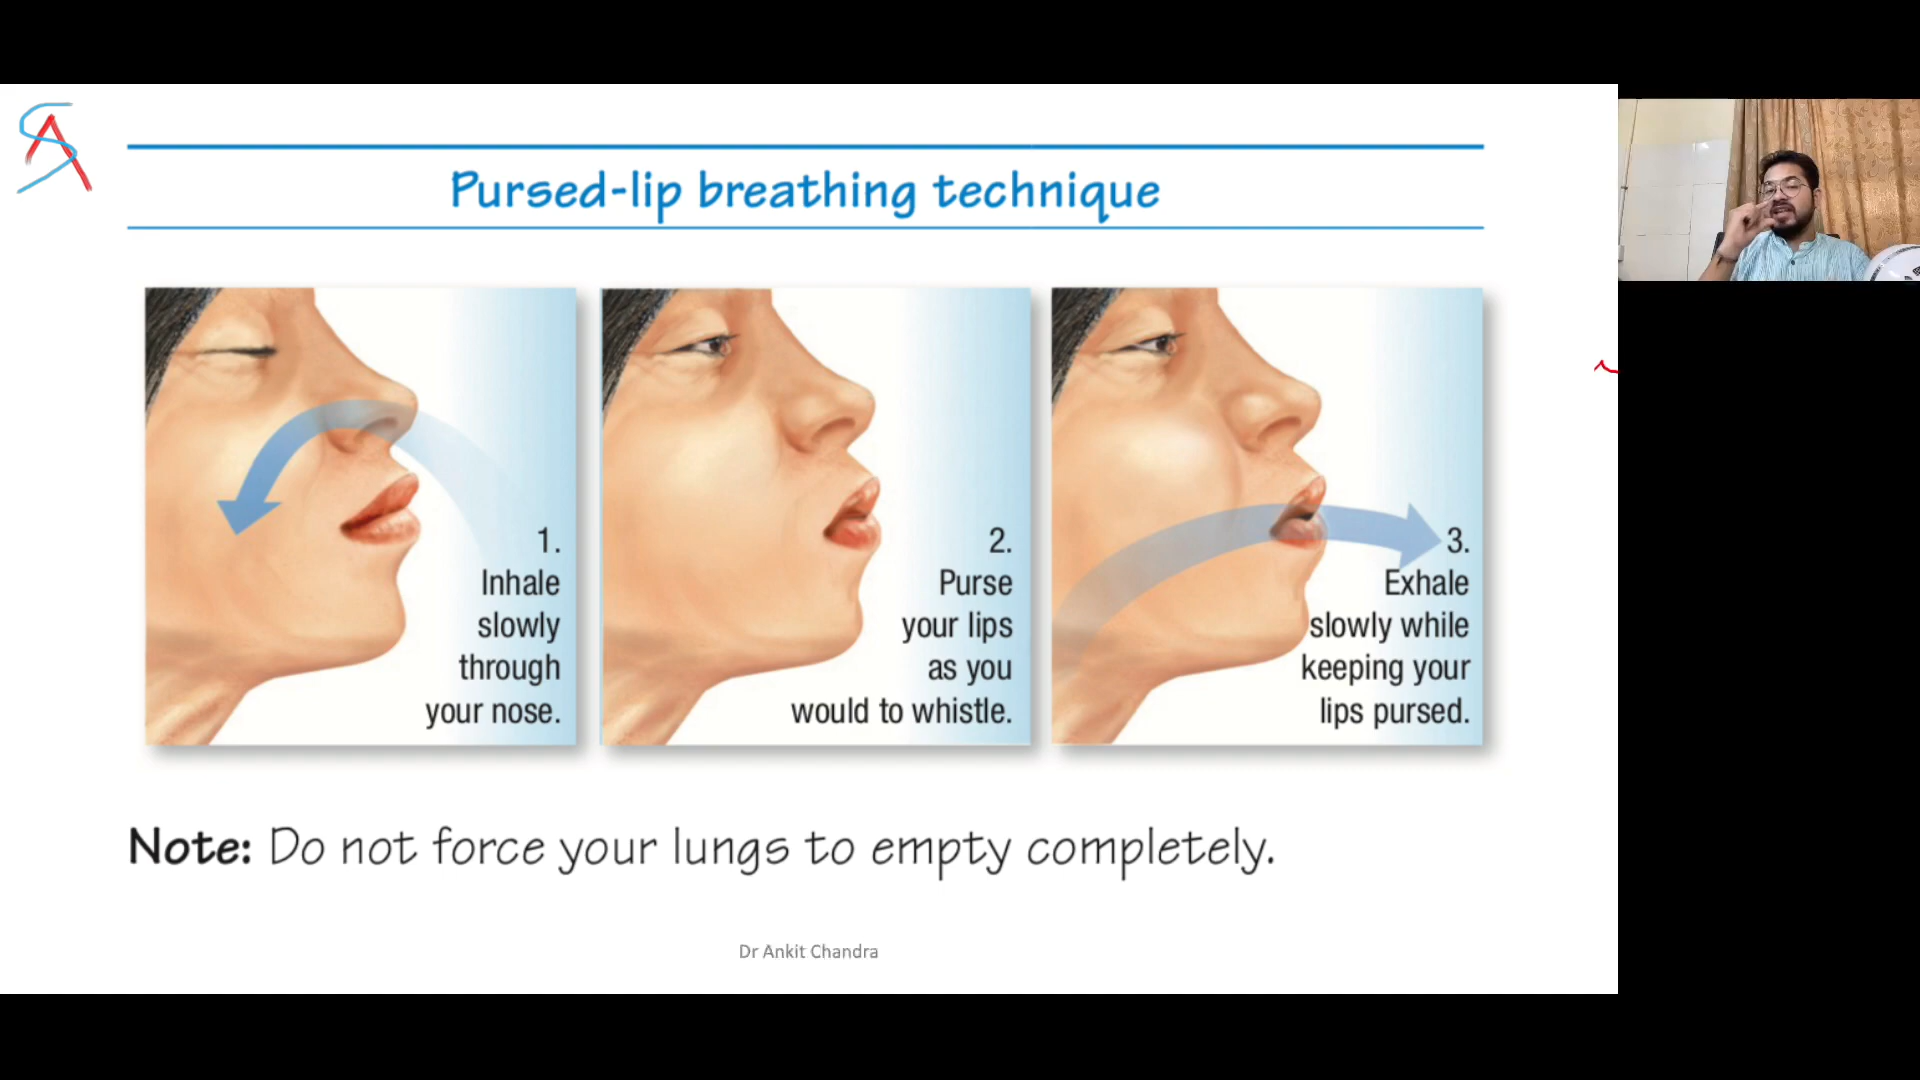 Pursed-lip breathing technique
1.
Inhale
slowly
through
your nose.
2.
Purse
your lips
as you
would to whistle.
3.
Exhale
slowly while
keeping your
lips pursed.
Note: Do not force your lungs to empty completely.
Dr Ankit Chandra